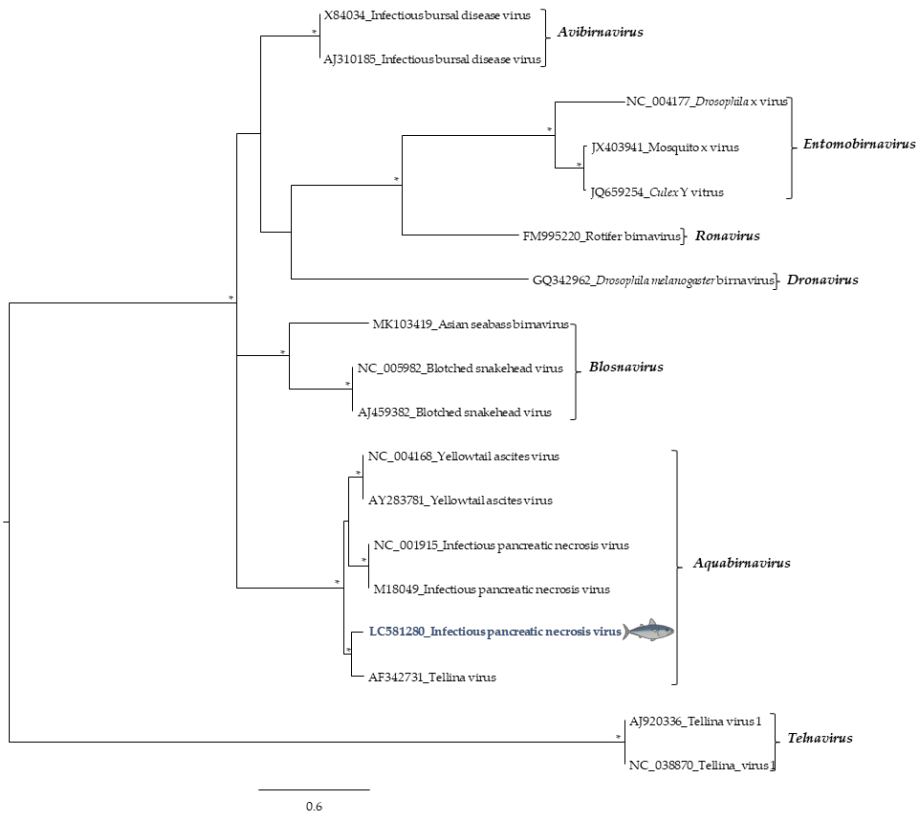 X84034_Infectious bursal disease virus
Avibirnavirus
AJ310185_Infectious bursal disease virus
*
NC_004177_Drosophila x virus
*
JX403941_Mosquito x virus
Entomobirnavirus
*
JQ659254_Culex Y vitrus
*
FM995220_Rotifer birnavirus
Ronavirus
GQ342962_Drosophila melanogaster birnavirus
Dronavirus
*
MK103419_Asian seabass birnavirus
*
NC_005982_Blotched snakehead virus
Blosnavirus
*
AJ459382_Blotched snakehead virus
NC_004168_Yellowtail ascites virus
*
AY283781_Yellowtail ascites virus
NC_001915_Infectious pancreatic necrosis virus
*
Aquabirnavirus
*
M18049_Infectious pancreatic necrosis virus
LC581280_Infectious pancreatic necrosis virus
*
AF342731_Tellina virus
AJ920336_Tellina virus 1
*
Telnavirus
NC_038870_Tellina_virus 1
0.6